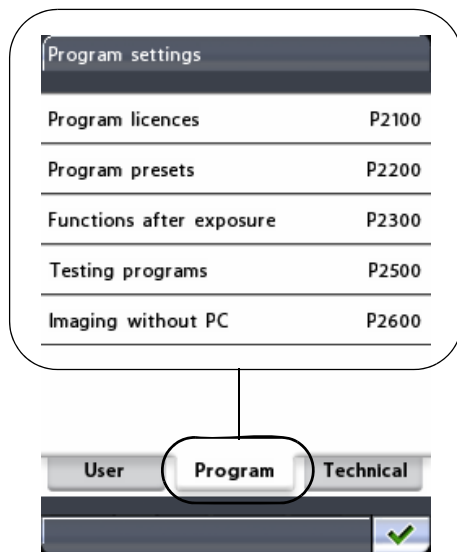 Program settings
Program licences P2100
Program presets P2200
Functions after exposure P2300
Testing programs P2500
Imaging without PC P2600
User Program Technical